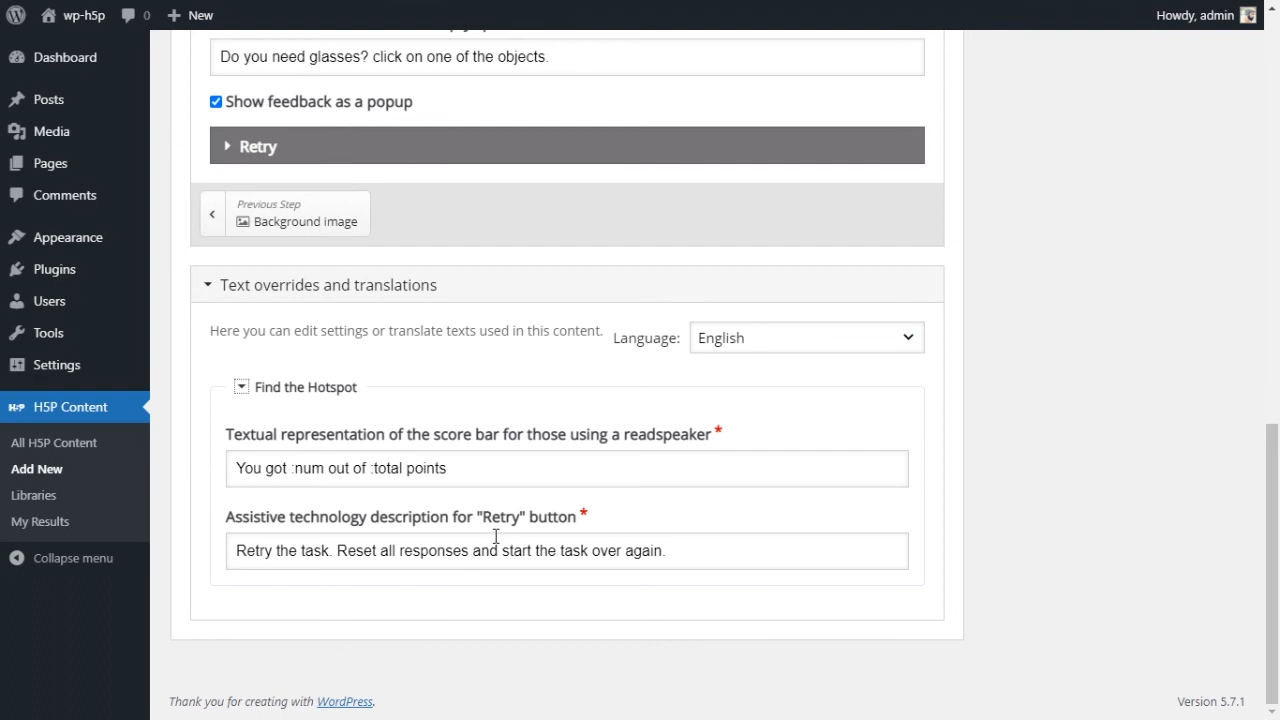 wp-h5p
0
New
Howdy, admin
Dashboard
Posts
Media
Pages
Comments
Appearance
Plugins
Users
Tools
Settings
H5P H5P Content
All H5P Content
Add New
Libraries
My Results
Collapse menu
Do you need glasses? click on one of the objects.
Show feedback as a popup
Retry
Previous Step
Background image
Text overrides and translations
Here you can edit settings or translate texts used in this content.
Language: English
Find the Hotspot
Textual representation of the score bar for those using a readspeaker *
You got :num out of :total points
Assistive technology description for "Retry" button *
Retry the task. Reset all responses and start the task over again.
Thank you for creating with WordPress.
Version 5.7.1